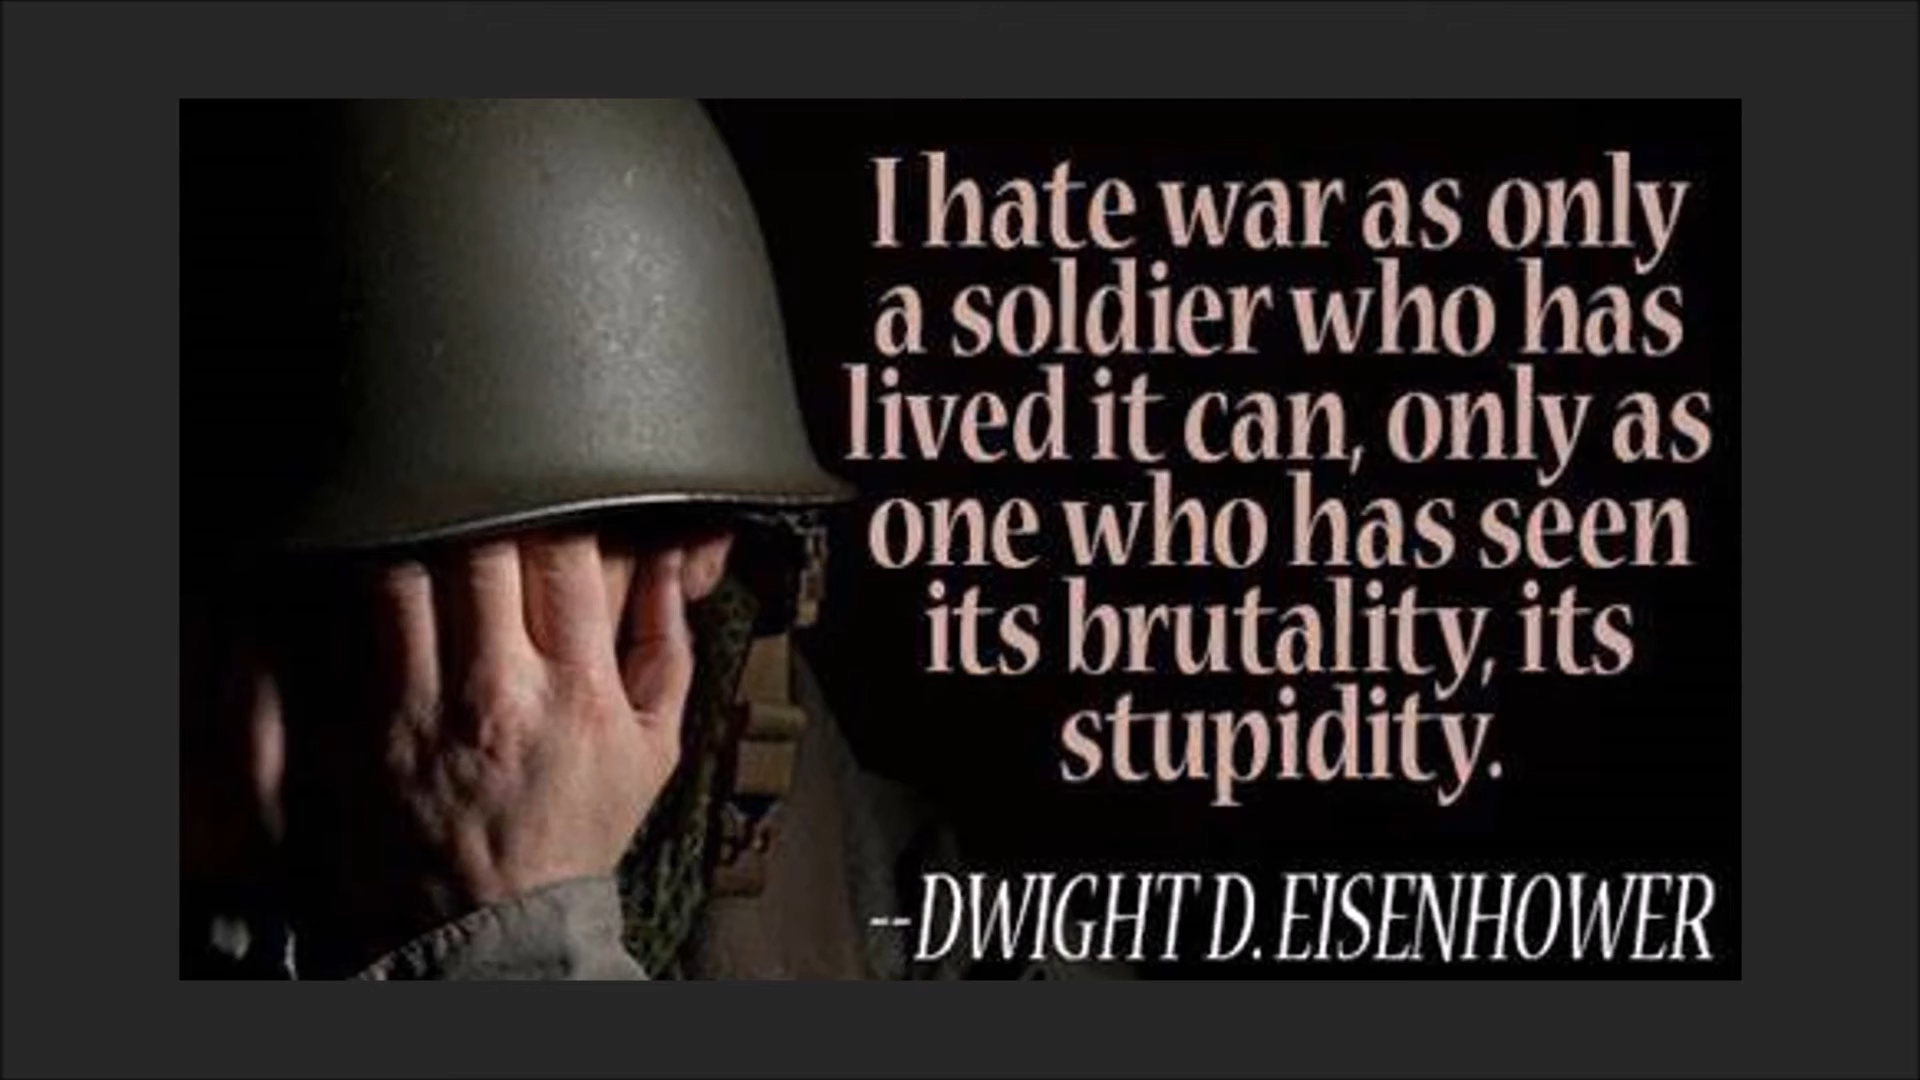 I hate war as only
a soldier who has
lived it can, only as
one who has seen
its brutality, its
stupidity.
--DWIGHT D. EISENHOWER